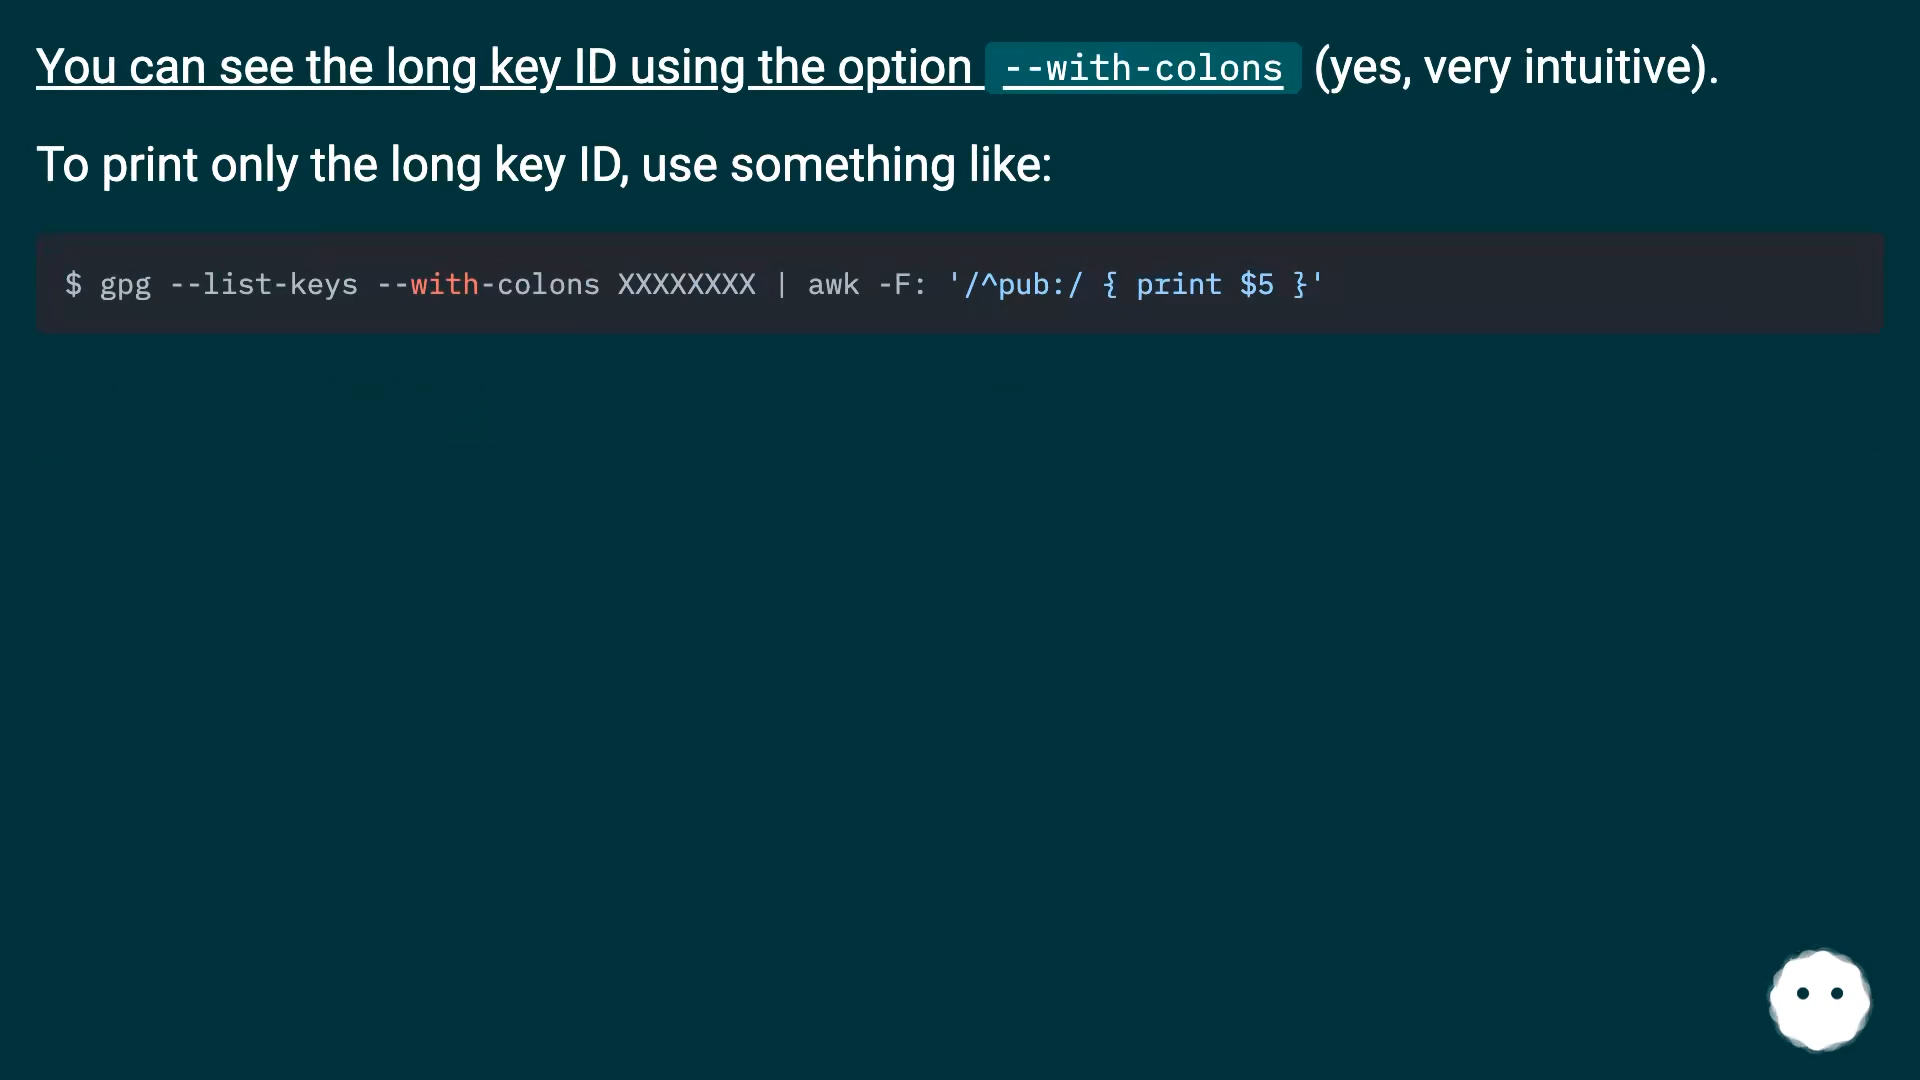 You can see the long key ID using the option --with-colons (yes, very intuitive).
To print only the long key ID, use something like:
$ gpg --list-keys --with-colons XXXXXXXX | awk -F: '/^pub:/ { print $5 }'